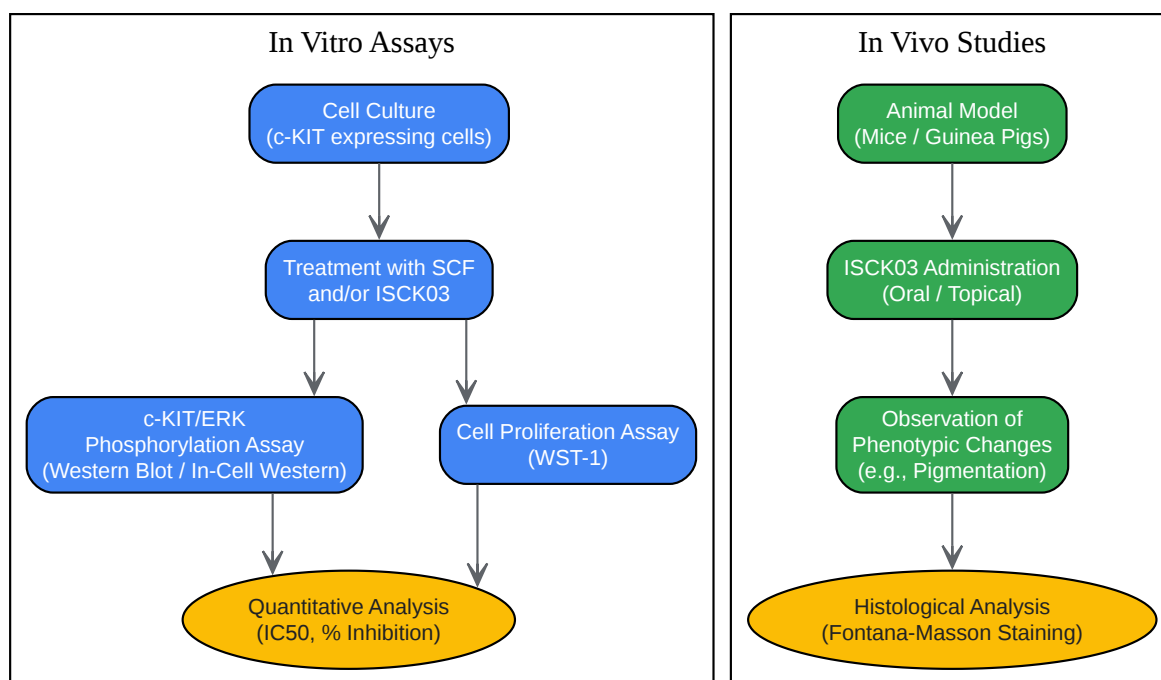 In Vitro Assays
Cell Culture
(c-KIT expressing cells)
Treatment with SCF
and/or ISCK03
c-KIT/ERK
Phosphorylation Assay
(Western Blot / In-Cell Western)
Cell Proliferation Assay
(WST-1)
Quantitative Analysis
(IC50, % Inhibition)
In Vivo Studies
Animal Model
(Mice / Guinea Pigs)
ISCK03 Administration
(Oral / Topical)
Observation of
Phenotypic Changes
(e.g., Pigmentation)
Histological Analysis
(Fontana-Masson Staining)